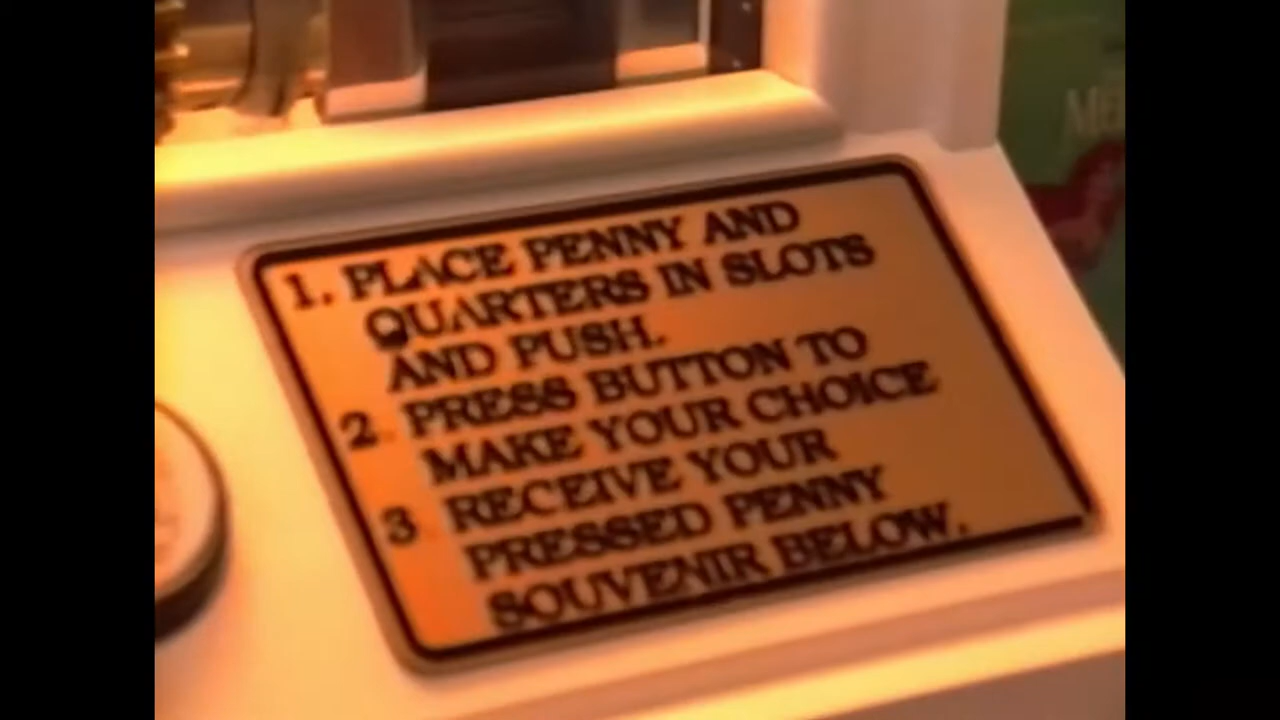 1. PLACE PENNY AND
QUARTERS IN SLOTS
AND PUSH.
2. PRESS BUTTON TO
MAKE YOUR CHOICE
3 RECEIVE YOUR
PRESSED PENNY
SOUVENIR BELOW.